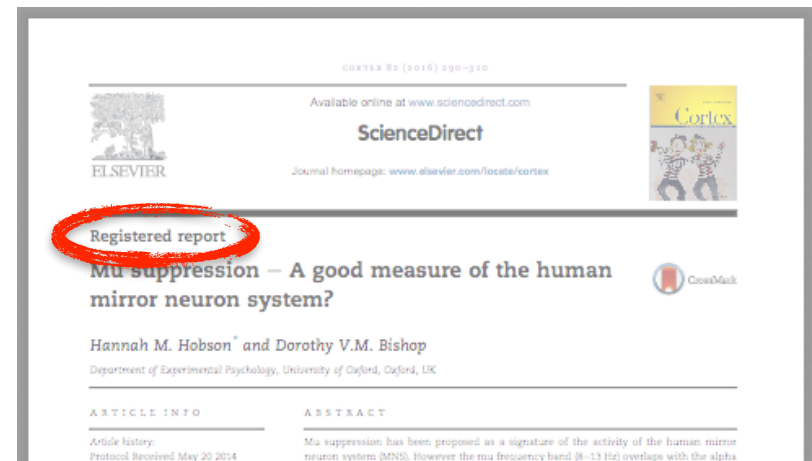 CORTEX 82 (2016) 290–310
Available online at www.sciencedirect.com
ScienceDirect
Journal homepage: www.elsevier.com/locate/cortex
ELSEVIER
Cortex
Registered report
Mu suppression – A good measure of the human
mirror neuron system?
CrossMark
Hannah M. Hobson* and Dorothy V.M. Bishop
Department of Experimental Psychology, University of Oxford, Oxford, UK
ARTICLE INFO
ABSTRACT
Article history:
Protocol Received May 20 2014
Mu suppression has been proposed as a signature of the activity of the human mirror
neuron system (MNS). However the mu frequency band (8–13 Hz) overlaps with the alpha